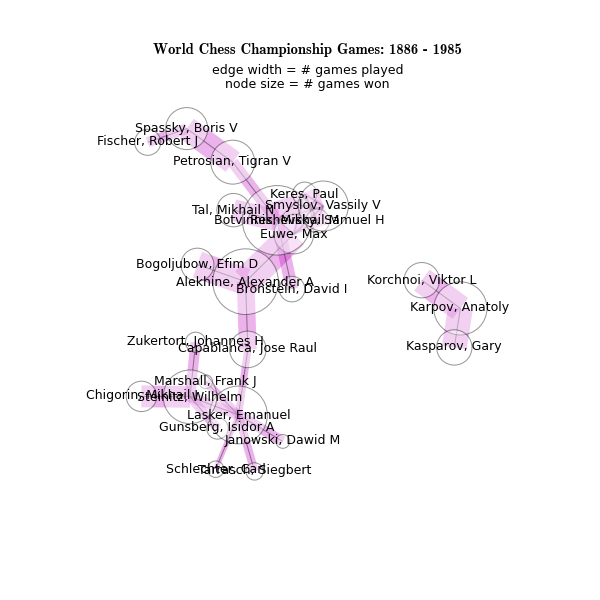 World Chess Championship Games: 1886 - 1985
edge width = # games played
node size = # games won
Spassky, Boris V
Fischer, Robert J
Petrosian, Tigran V
Keres, Paul
Smyslov, Vassily V
Tal, Mikhail N
Botvinnik, Mikhail M
Reshevsky, Samuel H
Euwe, Max
Bogoljubow, Efim D
Alekhine, Alexander A
Bronstein, David I
Korchnoi, Viktor L
Karpov, Anatoly
Kasparov, Gary
Zukertort, Johannes H
Capablanca, Jose Raul
Marshall, Frank J
Chigorin, Mikhail I
Steinitz, Wilhelm
Lasker, Emanuel
Gunsberg, Isidor A
Janowski, Dawid M
Schlechter, Carl
Tarrasch, Siegbert